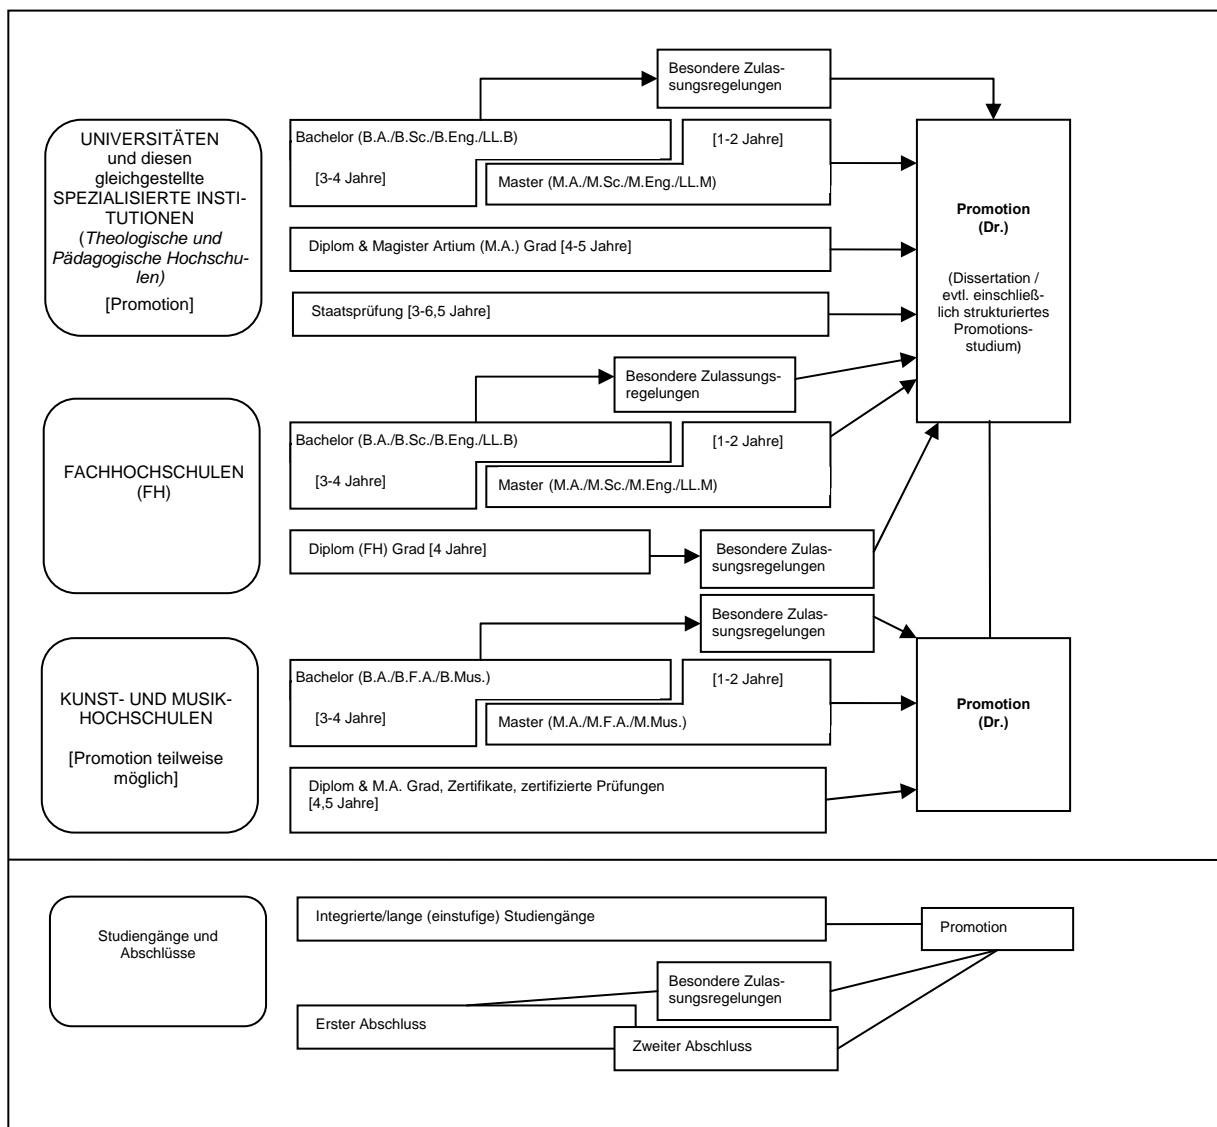 Besondere Zulas-
sungsregelungen
UNIVERSITÄTEN
und diesen
gleichgestellte
SPEZIALISIERTE INSTI-
TUTIONEN
(Theologische und
Pädagogische Hochschu-
len)
[Promotion]
Bachelor (B.A./B.Sc./B.Eng./LL.B)
[3-4 Jahre]
[1-2 Jahre]
Master (M.A./M.Sc./M.Eng./LL.M)
Diplom & Magister Artium (M.A.) Grad [4-5 Jahre]
Staatsprüfung [3-6,5 Jahre]
Promotion
(Dr.)
(Dissertation /
evtl. einschließ-
lich strukturiertes
Promotions-
studium)
Besondere Zulassungs-
regelungen
FACHHOCHSCHULEN
(FH)
Bachelor (B.A./B.Sc./B.Eng./LL.B)
[3-4 Jahre]
[1-2 Jahre]
Master (M.A./M.Sc./M.Eng./LL.M)
Diplom (FH) Grad [4 Jahre]
Besondere Zulas-
sungsregelungen
Besondere Zulas-
sungsregelungen
KUNST- UND MUSIK-
HOCHSCHULEN
[Promotion teilweise
möglich]
Bachelor (B.A./B.F.A./B.Mus.)
[3-4 Jahre]
[1-2 Jahre]
Master (M.A./M.F.A./M.Mus.)
Diplom & M.A. Grad, Zertifikate, zertifizierte Prüfungen
[4,5 Jahre]
Promotion
(Dr.)
Studiengänge und
Abschlüsse
Integrierte/lange (einstufige) Studiengänge
Promotion
Besondere Zulas-
sungsregelungen
Erster Abschluss
Zweiter Abschluss